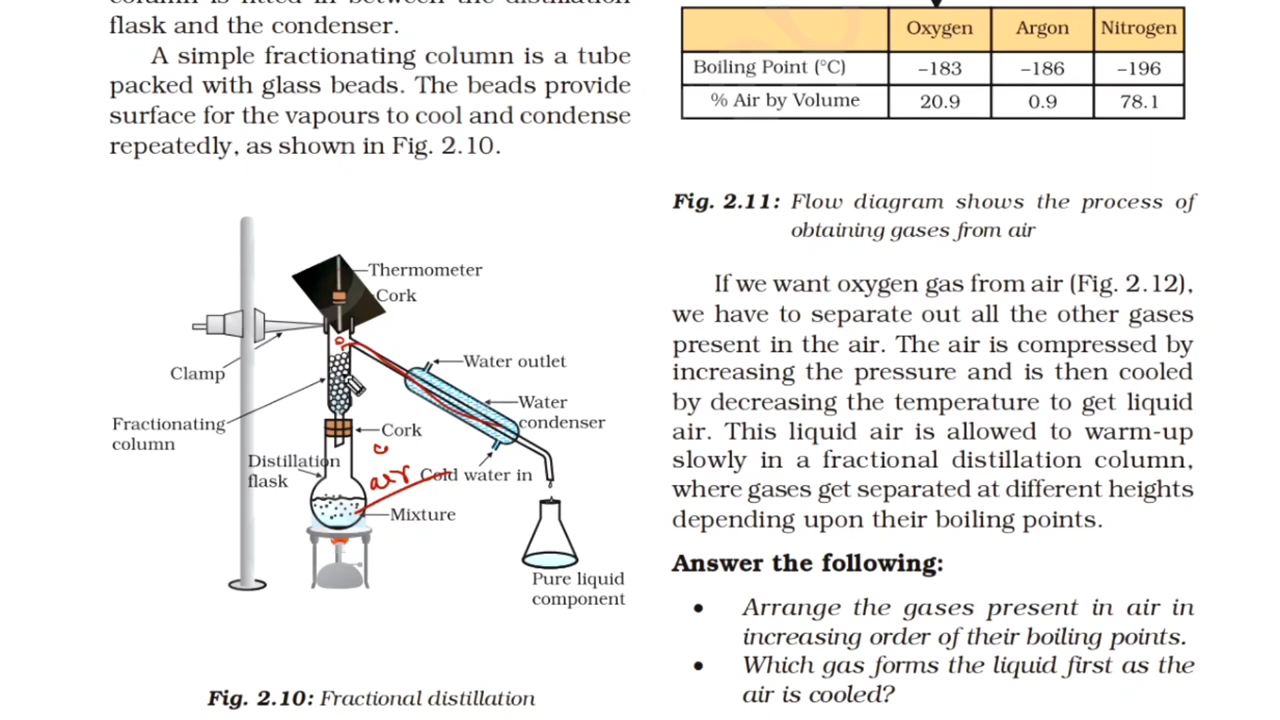 flask and the condenser.
A simple fractionating column is a tube
packed with glass beads. The beads provide
surface for the vapours to cool and condense
repeatedly, as shown in Fig. 2.10.
Thermometer
Cork
Clamp
Water outlet
Water
condenser
Fractionating
column
Cork
Distillation
flask
air
Cold water in
Mixture
Pure liquid
component
Fig. 2.10: Fractional distillation
Oxygen Argon Nitrogen
Boiling Point (°C) –183 –186 –196
% Air by Volume 20.9 0.9 78.1
Fig. 2.11: Flow diagram shows the process of
obtaining gases from air
If we want oxygen gas from air (Fig. 2.12),
we have to separate out all the other gases
present in the air. The air is compressed by
increasing the pressure and is then cooled
by decreasing the temperature to get liquid
air. This liquid air is allowed to warm-up
slowly in a fractional distillation column,
where gases get separated at different heights
depending upon their boiling points.
Answer the following:
• Arrange the gases present in air in
increasing order of their boiling points.
• Which gas forms the liquid first as the
air is cooled?